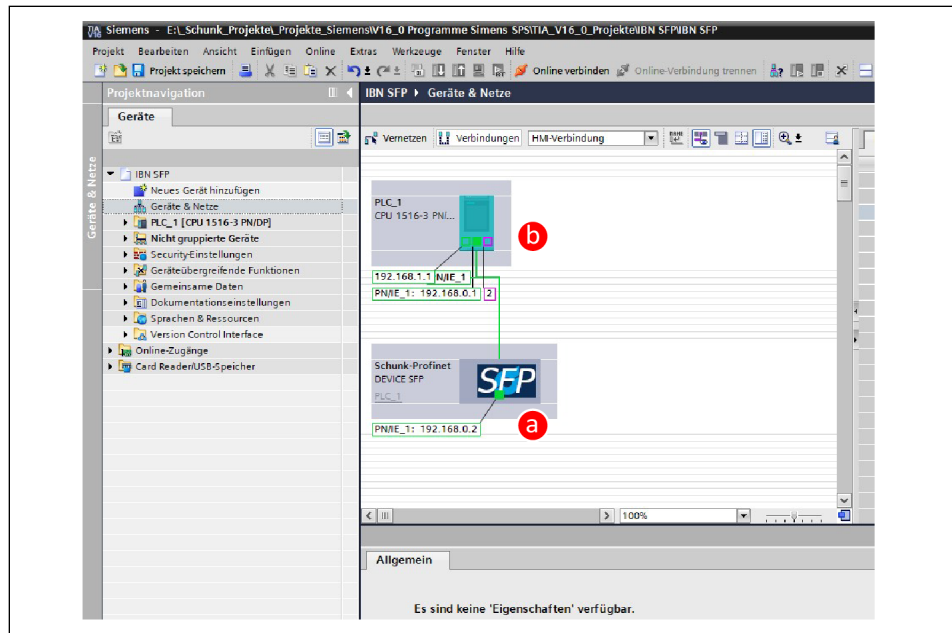 Siemens - E:\_Schunk_Projekte\_Projekte_Siemens\V16_0 Programme Simens SPS\TIA_V16_0_Projekte\IBN SFP\IBN SFP
Projekt Bearbeiten Ansicht Einfügen Online Extras Werkzeuge Fenster Hilfe
Projekt speichern Online verbinden Online-Verbindung trennen
Projektnavigation
IBN SFP Geräte & Netze
Geräte
Vernetzen Verbindungen HMI-Verbindung
Geräte & Netze
IBN SFP
Neues Gerät hinzufügen
Geräte & Netze
PLC_1 [CPU 1516-3 PN/DP]
Nicht gruppierte Geräte
Security-Einstellungen
Geräteübergreifende Funktionen
Gemeinsame Daten
Dokumentationseinstellungen
Sprachen & Ressourcen
Version Control Interface
Online-Zugänge
Card Reader/USB-Speicher
PLC_1
CPU 1516-3 PN/...
b
192.168.1.1 N/IE_1
PN/IE_1: 192.168.0.1 2
Schunk-Profinet
DEVICE SFP
PLC_1
SFP
PN/IE_1: 192.168.0.2
a
100%
Allgemein
Es sind keine 'Eigenschaften' verfügbar.